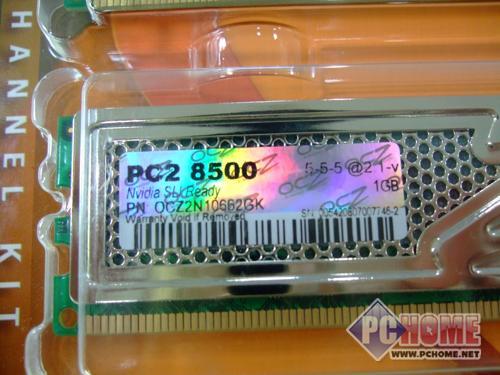 HANNEL KIT
PC2 8500
5-5-5 @2.1-v
Nvidia SLI Ready
1GB
PN OCZ2N10662GK
Warranty Void If Removed
OCZ
PCHOME
WWW.PCHOME.NET